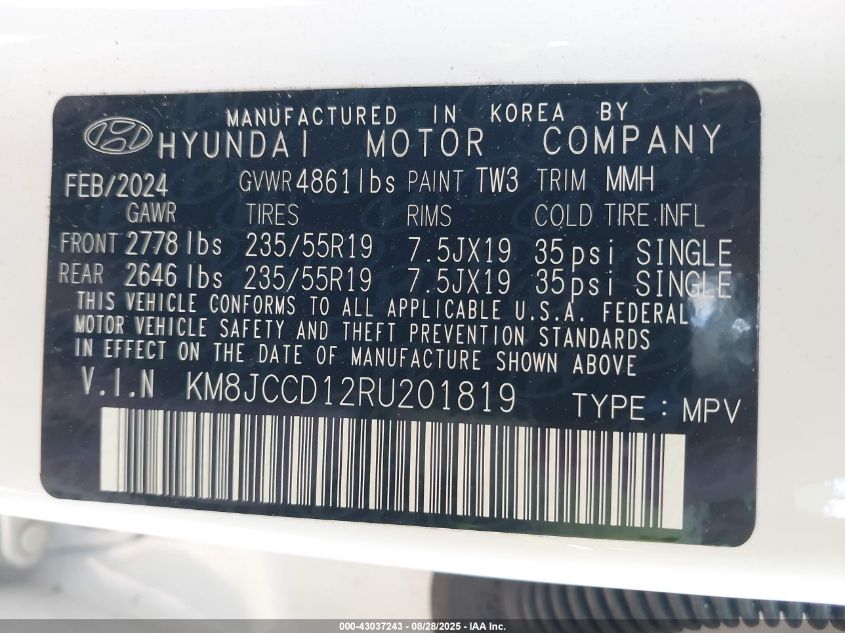 MANUFACTURED IN KOREA BY
HYUNDAI MOTOR COMPANY
FEB/2024 GVWR 4861lbs PAINT TW3 TRIM MMH
GAWR TIRES RIMS COLD TIRE INFL
FRONT 2778 lbs 235/55R19 7.5JX19 35psi SINGLE
REAR 2646 lbs 235/55R19 7.5JX19 35psi SINGLE
THIS VEHICLE CONFORMS TO ALL APPLICABLE U.S.A. FEDERAL
MOTOR VEHICLE SAFETY AND THEFT PREVENTION STANDARDS
IN EFFECT ON THE DATE OF MANUFACTURE SHOWN ABOVE
V.I.N KM8JCCD12RU201819 TYPE : MPV
000-43037243 - 08/28/2025 - IAA Inc.